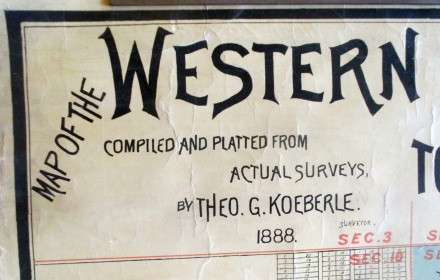 MAP OF THE
WESTERN
COMPILED AND PLATTED FROM
ACTUAL SURVEYS,
BY THEO. G. KOEBERLE.
SURVEYOR.
1888.
SEC. 3
SEC. 10